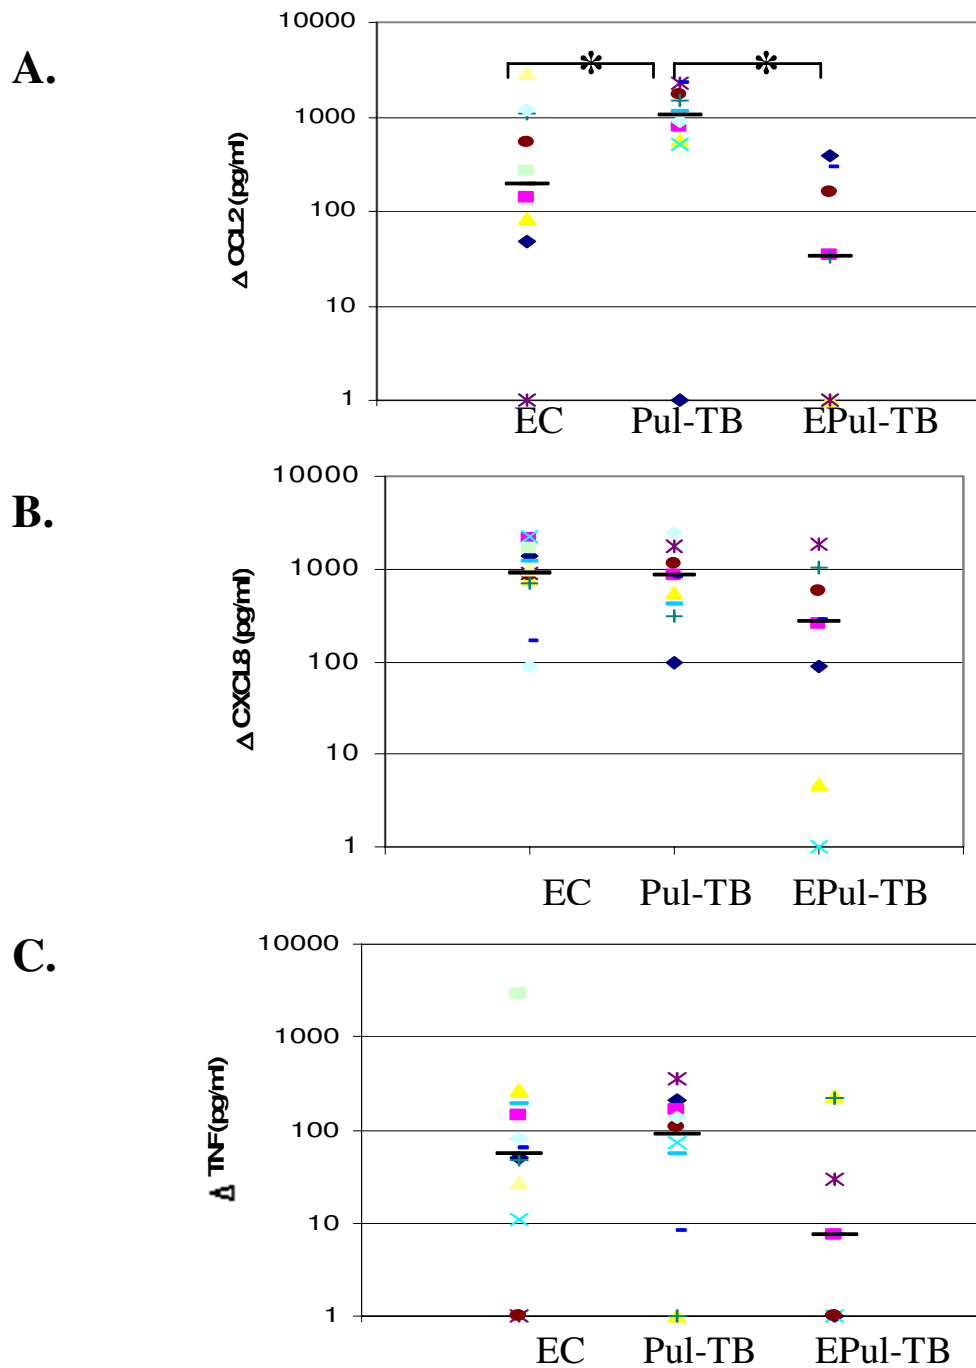 A.
Δ CCL2 (pg/ml)
10000
1000
100
10
1
* *
EC Pul-TB EPul-TB
B.
Δ CXCL8 (pg/ml)
10000
1000
100
10
1
EC Pul-TB EPul-TB
C.
Δ TNF (pg/ml)
10000
1000
100
10
1
EC Pul-TB EPul-TB